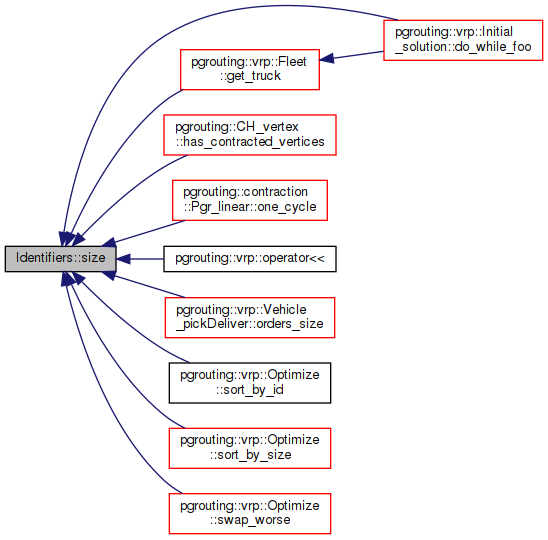 pgrouting::vrp::Initial
_solution::do_while_foo
pgrouting::vrp::Fleet
::get_truck
pgrouting::CH_vertex
::has_contracted_vertices
pgrouting::contraction
::Pgr_linear::one_cycle
Identifiers::size
pgrouting::vrp::operator<<
pgrouting::vrp::Vehicle
_pickDeliver::orders_size
pgrouting::vrp::Optimize
::sort_by_id
pgrouting::vrp::Optimize
::sort_by_size
pgrouting::vrp::Optimize
::swap_worse